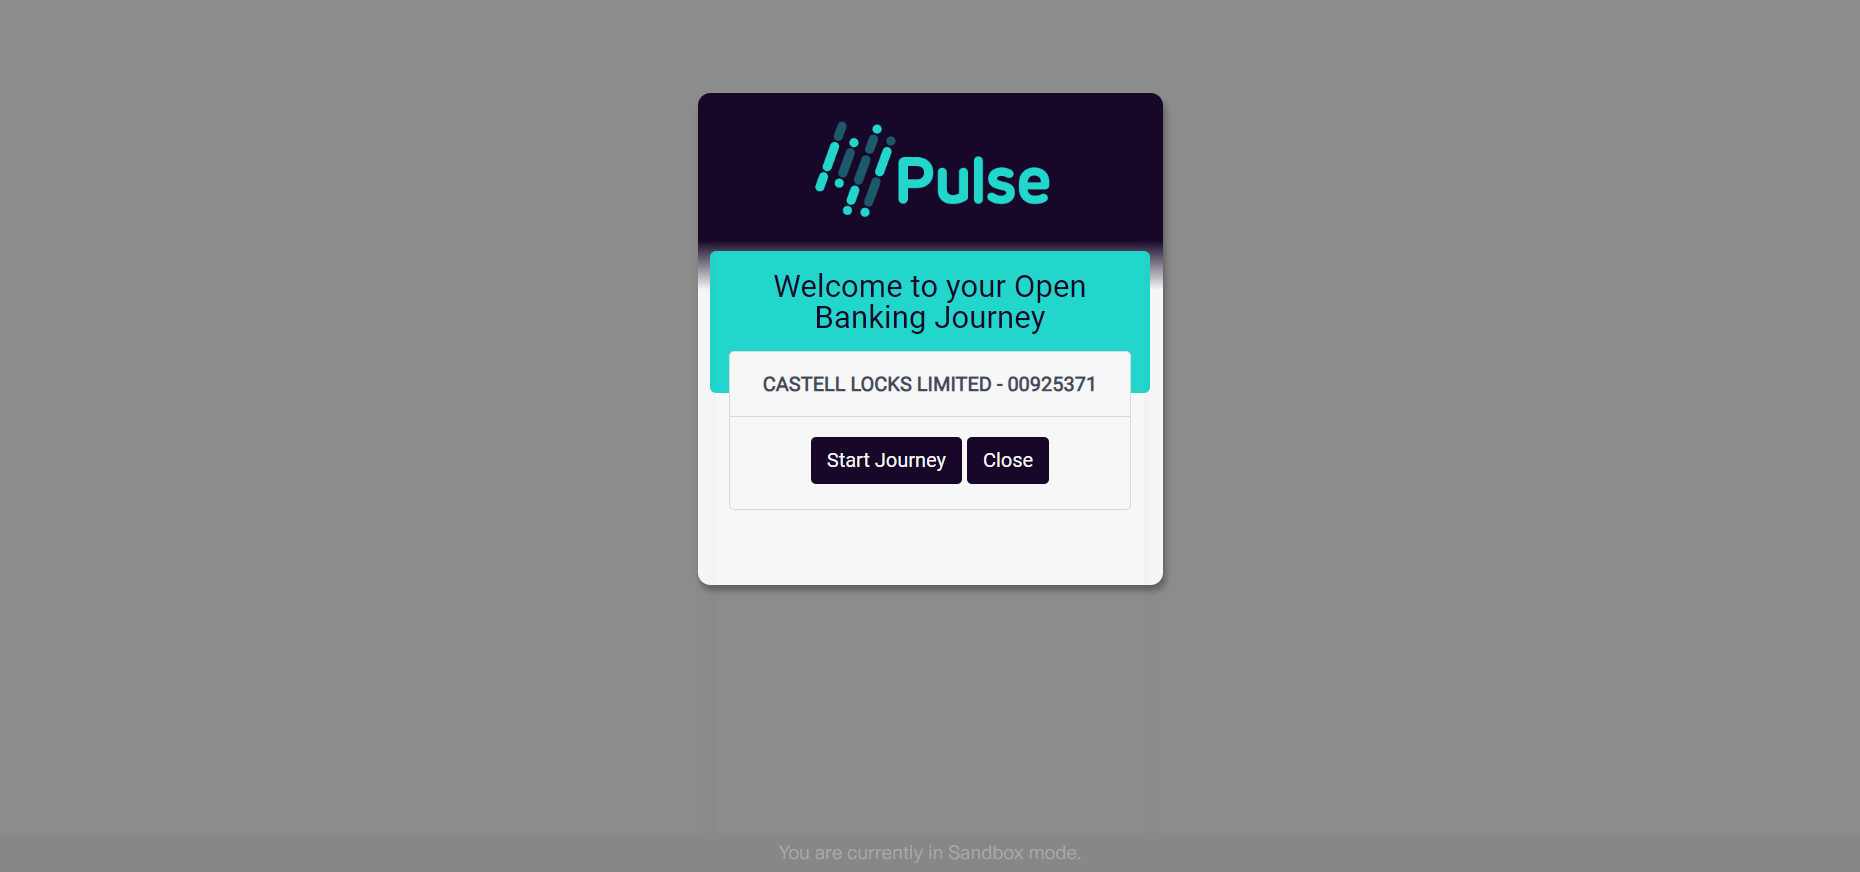 Pulse
Welcome to your Open
Banking Journey
CASTELL LOCKS LIMITED - 00925371
Start Journey Close
You are currently in Sandbox mode.